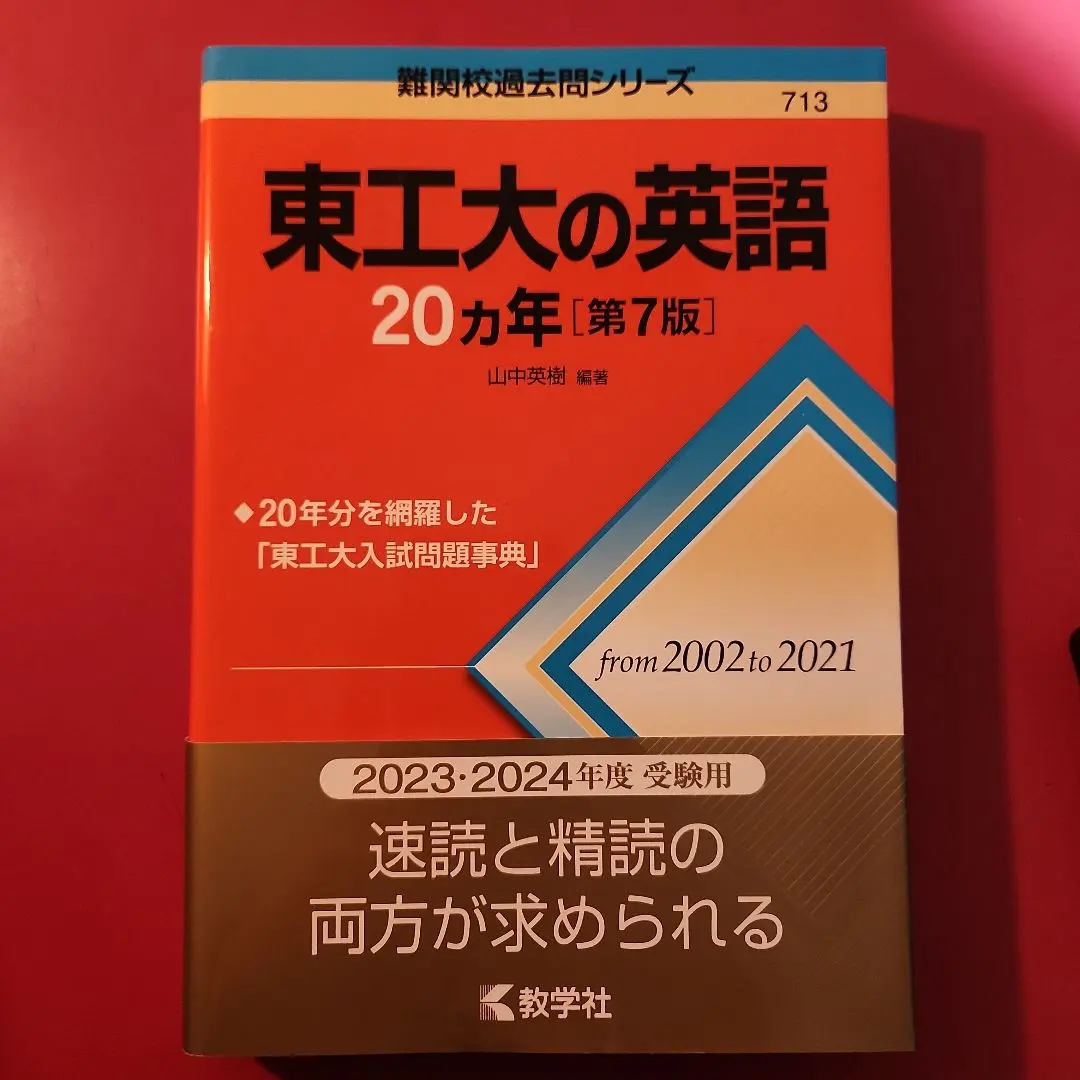 難関校過去問シリーズ
713
東工大の英語
20カ年[第7版]
山中英樹 編著
◆20年分を網羅した
「東工大入試問題事典」
from 2002 to 2021
2023・2024年度 受験用
速読と精読の
両方が求められる
教学社